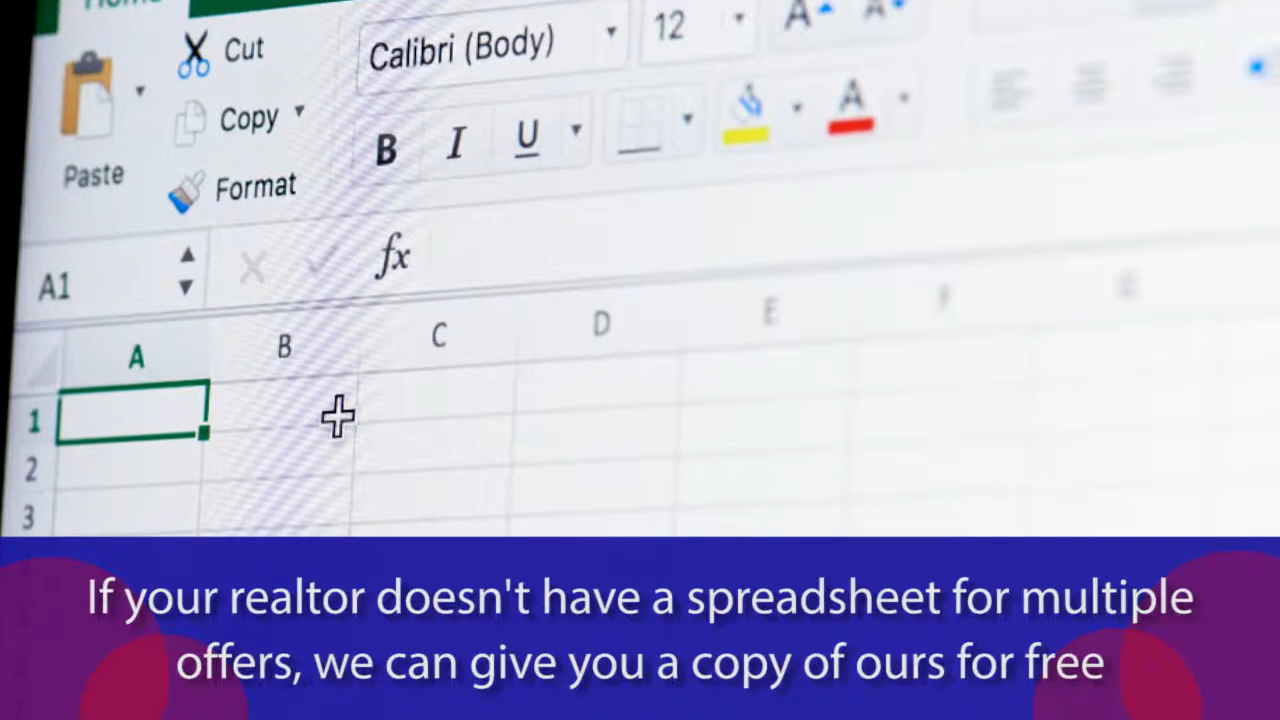 Home
Cut
Calibri (Body)
12
A A
Copy
Paste
B I U
A
Format
A1
fx
A B C D E F G
1
2
3
If your realtor doesn't have a spreadsheet for multiple
offers, we can give you a copy of ours for free